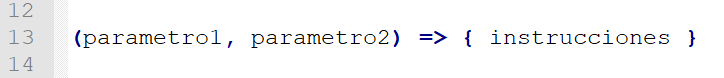 12
13 (parametro1, parametro2) => { instrucciones }
14